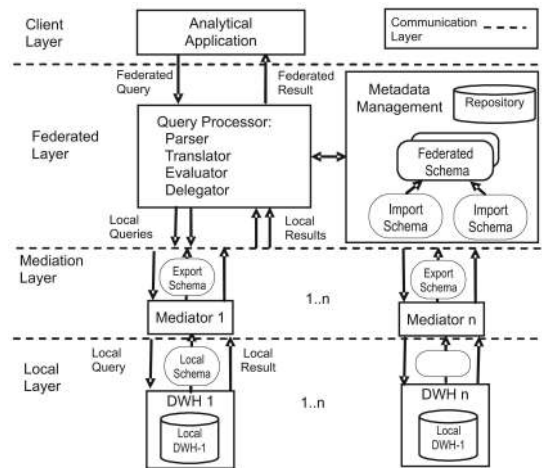 Client
Layer
Analytical
Application
Communication
Layer
Federated
Query
Federated
Result
Metadata
Management
Repository
Federated
Layer
Query Processor:
Parser
Translator
Evaluator
Delegator
Federated
Schema
Import
Schema
Import
Schema
Local
Queries
Local
Results
Mediation
Layer
Export
Schema
Export
Schema
Mediator 1
1..n
Mediator n
Local
Layer
Local
Query
Local
Schema
Local
Result
DWH 1
Local
DWH-1
1..n
DWH n
Local
DWH-1